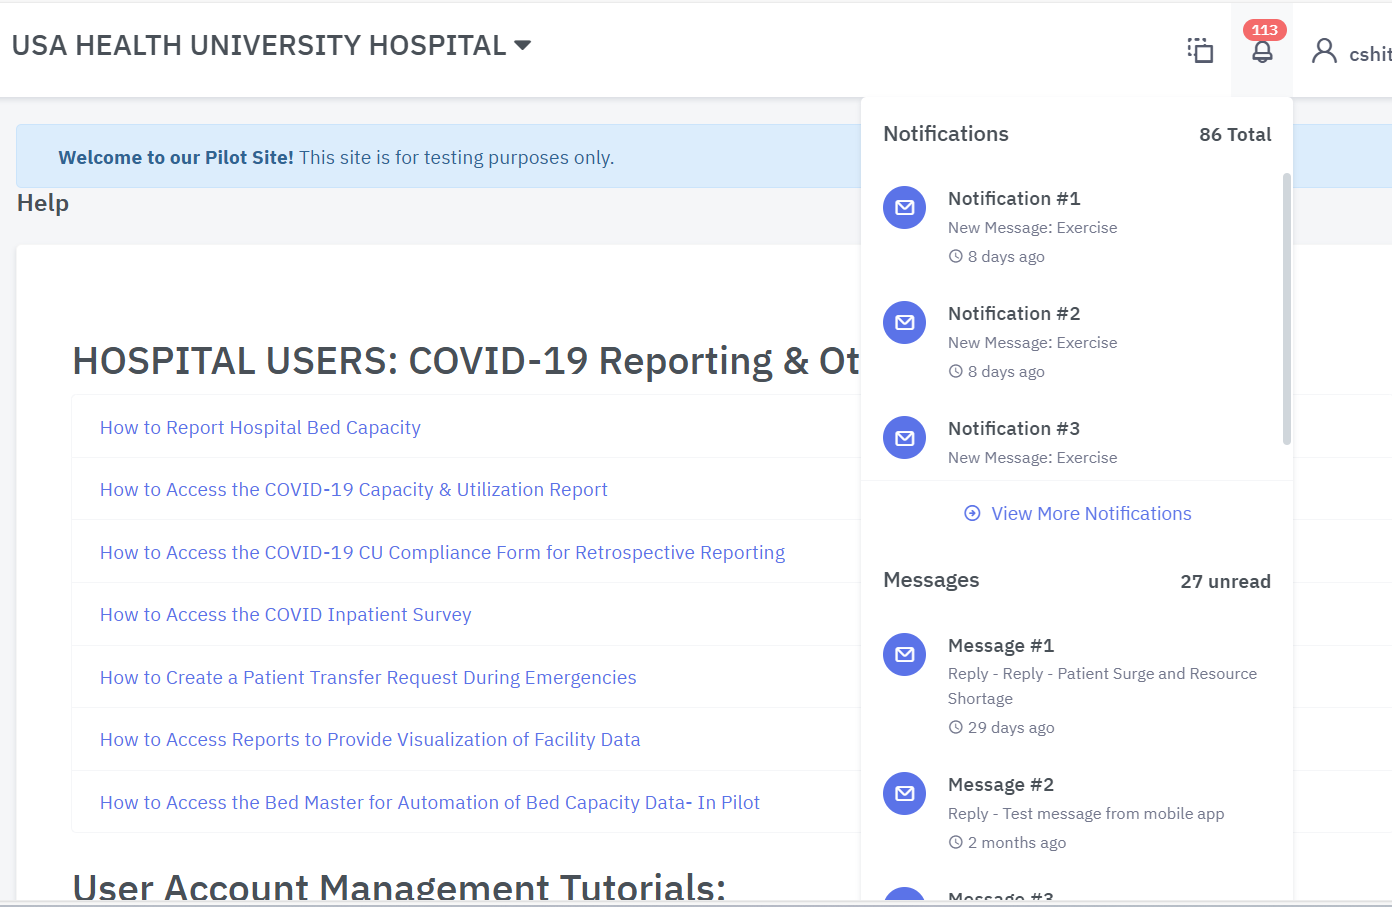 USA HEALTH UNIVERSITY HOSPITAL
113
cshit
Welcome to our Pilot Site! This site is for testing purposes only.
Help
HOSPITAL USERS: COVID-19 Reporting & Ot
How to Report Hospital Bed Capacity
How to Access the COVID-19 Capacity & Utilization Report
How to Access the COVID-19 CU Compliance Form for Retrospective Reporting
How to Access the COVID Inpatient Survey
How to Create a Patient Transfer Request During Emergencies
How to Access Reports to Provide Visualization of Facility Data
How to Access the Bed Master for Automation of Bed Capacity Data- In Pilot
User Account Management Tutorials:
Notifications 86 Total
Notification #1
New Message: Exercise
8 days ago
Notification #2
New Message: Exercise
8 days ago
Notification #3
New Message: Exercise
View More Notifications
Messages 27 unread
Message #1
Reply - Reply - Patient Surge and Resource
Shortage
29 days ago
Message #2
Reply - Test message from mobile app
2 months ago
Message #3